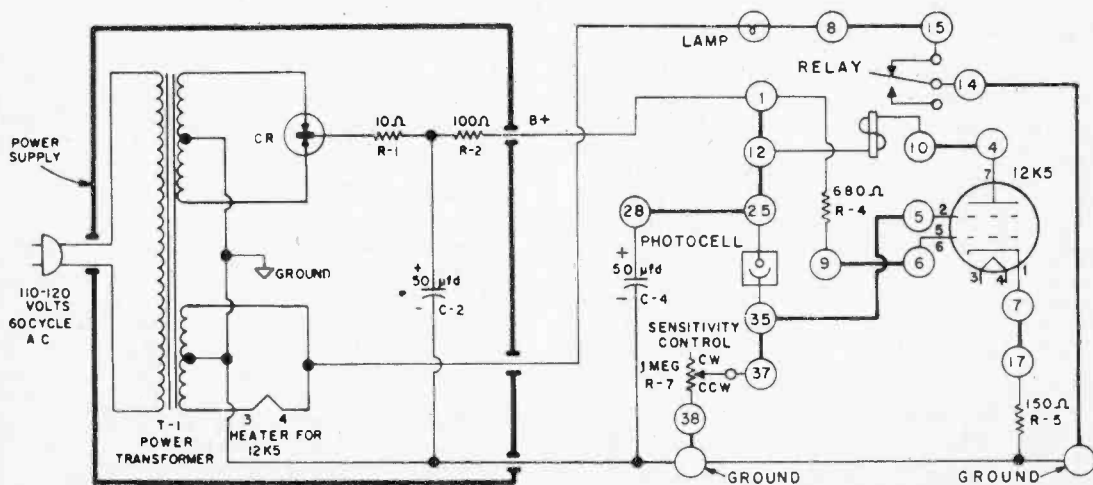 LAMP
8
15
RELAY
14
POWER
SUPPLY
CR
10Ω
R-1
100Ω
R-2
B+
1
12
10
4
7
12K5
680Ω
R-4
5
2
5
6
9
6
3
4
1
28
25
PHOTOCELL
+
50 µfd
-
C-4
+
50 µfd
-
C-2
GROUND
110-120
VOLTS
60 CYCLE
A C
35
7
SENSITIVITY
CONTROL
1 MEG
R-7
CW
CCW
37
17
38
150Ω
R-5
3
4
T-1
POWER
TRANSFORMER
HEATER FOR
12K5
GROUND
GROUND